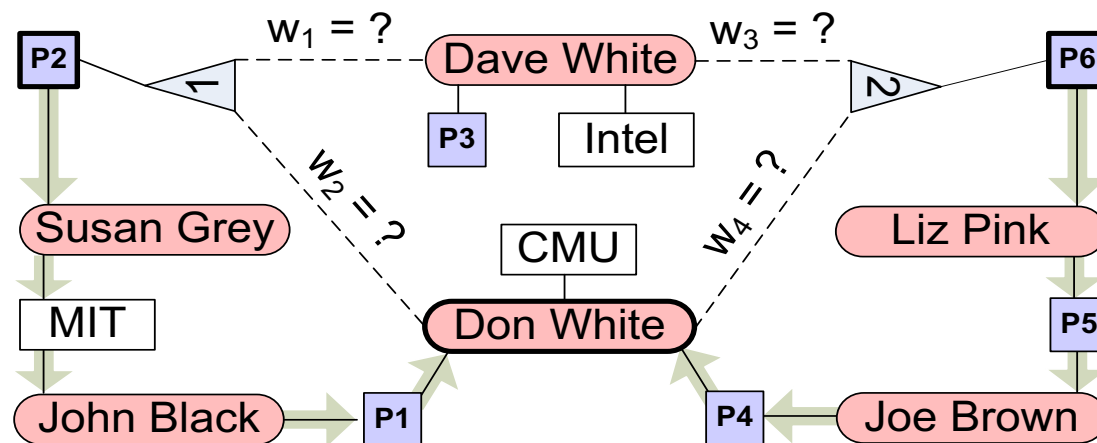 w₁ = ?
w₃ = ?
P2
Dave White
P6
1
2
P3
Intel
w₂ = ?
w₄ = ?
Susan Grey
CMU
Liz Pink
MIT
Don White
P5
John Black
P1
P4
Joe Brown